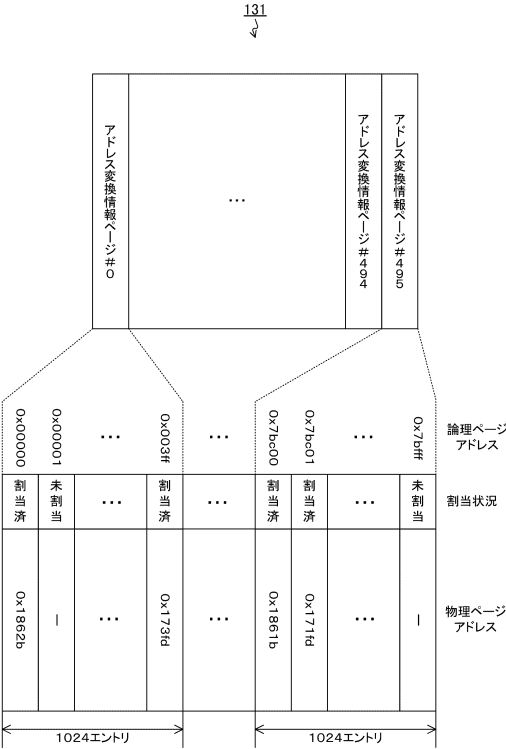 131
アドレス変換情報ページ#0
…
アドレス変換情報ページ#494
アドレス変換情報ページ#495
0x00000
0x00001
…
0x003ff
…
0x7bc00
0x7bc01
…
0x7bfff
論理ページ
アドレス
割当済
未割当
…
割当済
…
割当済
割当済
…
未割当
割当状況
0x1862b
ー
…
0x173fd
…
0x1861b
0x171fd
…
ー
物理ページ
アドレス
1024エントリ
1024エントリ